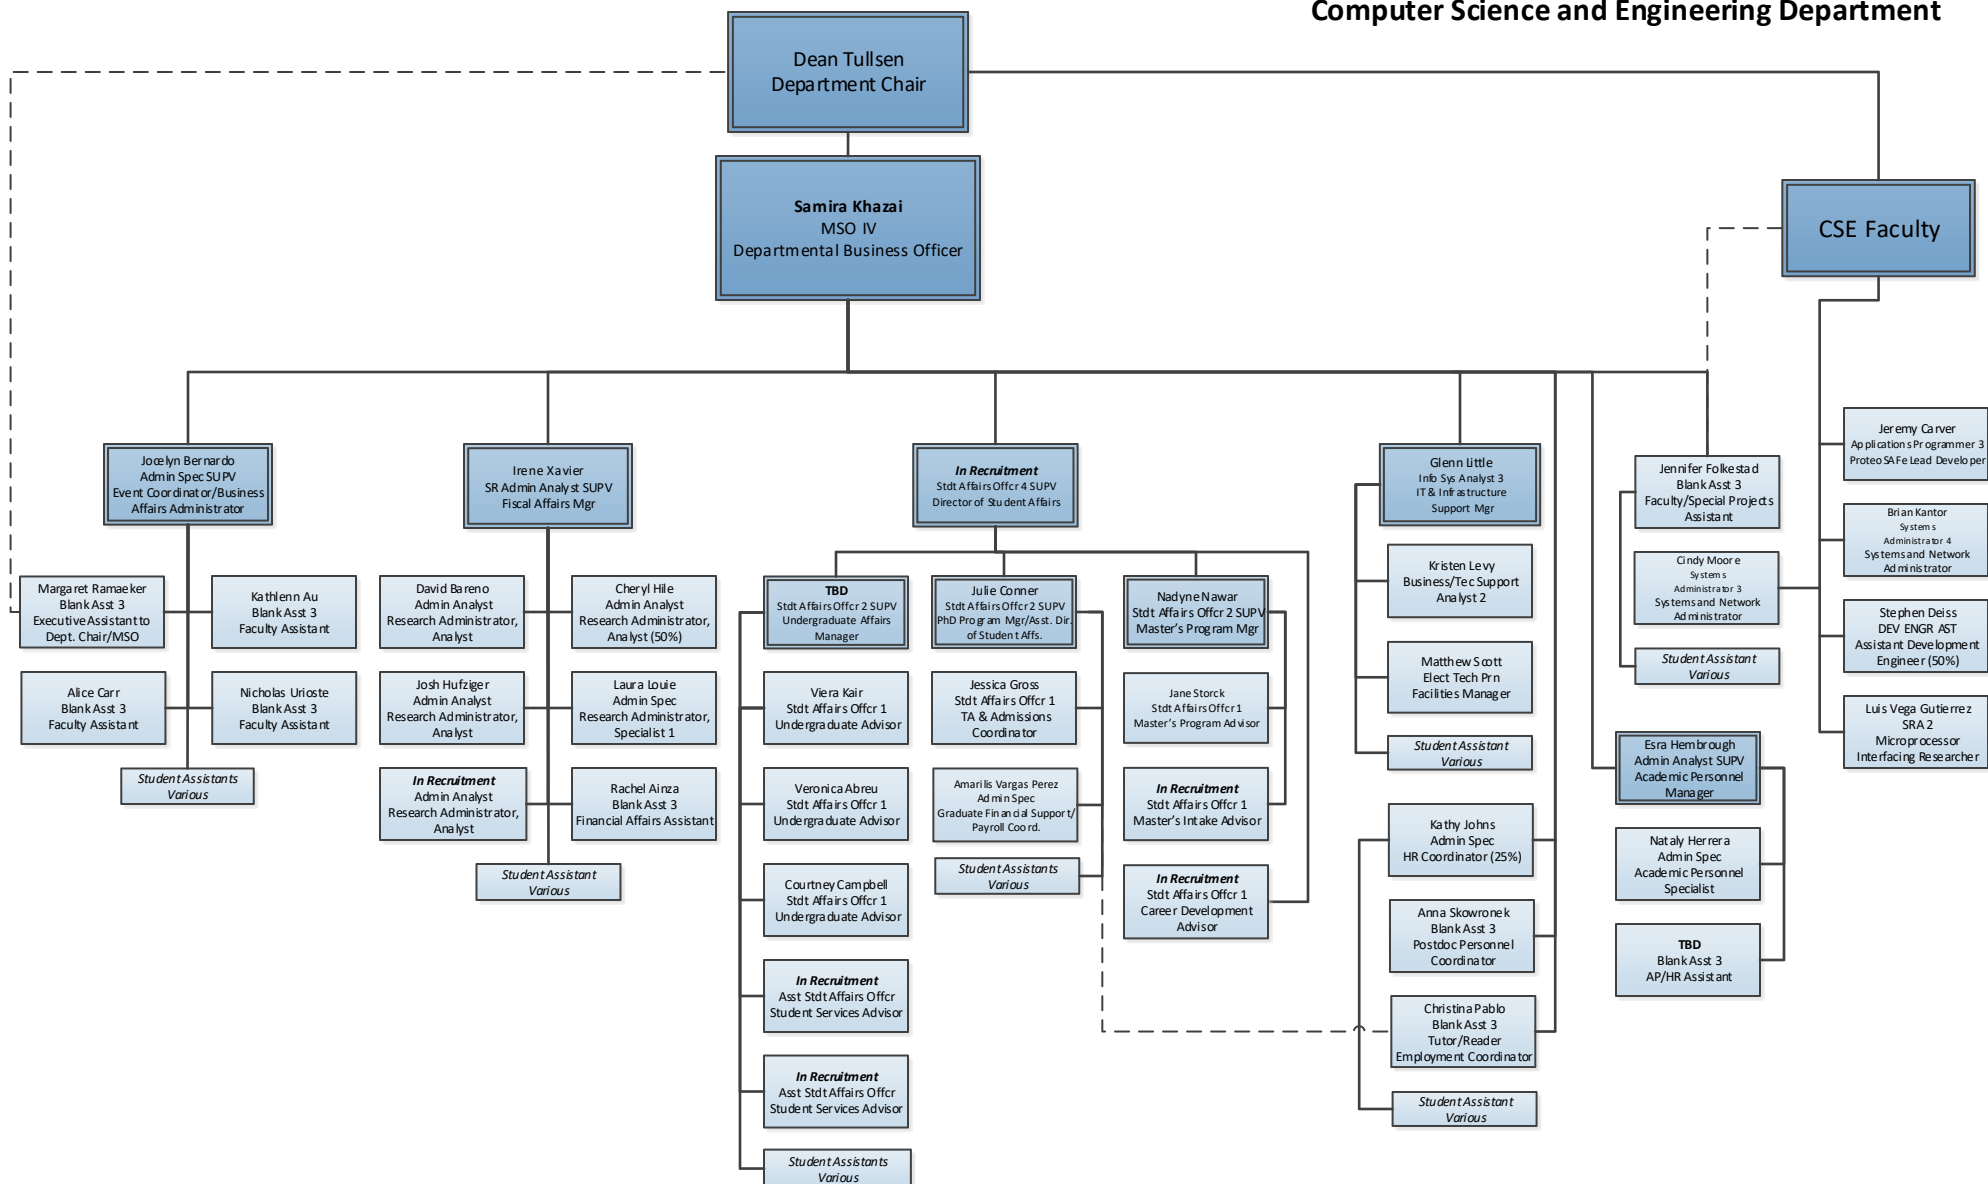 Computer Science and Engineering Department
Dean Tullsen
Department Chair
Samira Khazai
MSO IV
Departmental Business Officer
CSE Faculty
Jocelyn Bernardo
Admin Spec SUPV
Event Coordinator/Business
Affairs Administrator
Margaret Ramaeker
Blank Asst 3
Executive Assistant to
Dept. Chair/MSO
Kathlenn Au
Blank Asst 3
Faculty Assistant
Alice Carr
Blank Asst 3
Faculty Assistant
Nicholas Urioste
Blank Asst 3
Faculty Assistant
Student Assistants
Various
Irene Xavier
SR Admin Analyst SUPV
Fiscal Affairs Mgr
David Bareno
Admin Analyst
Research Administrator,
Analyst
Cheryl Hile
Admin Analyst
Research Administrator,
Analyst (50%)
Josh Hufziger
Admin Analyst
Research Administrator,
Analyst
Laura Louie
Admin Spec
Research Administrator,
Specialist 1
In Recruitment
Admin Analyst
Research Administrator,
Analyst
Rachel Ainza
Blank Asst 3
Financial Affairs Assistant
Student Assistant
Various
In Recruitment
Stdt Affairs Offcr 4 SUPV
Director of Student Affairs
TBD
Stdt Affairs Offcr 2 SUPV
Undergraduate Affairs
Manager
Viera Kair
Stdt Affairs Offcr 1
Undergraduate Advisor
Veronica Abreu
Stdt Affairs Offcr 1
Undergraduate Advisor
Courtney Campbell
Stdt Affairs Offcr 1
Undergraduate Advisor
In Recruitment
Asst Stdt Affairs Offcr
Student Services Advisor
In Recruitment
Asst Stdt Affairs Offcr
Student Services Advisor
Student Assistants
Various
Julie Conner
Stdt Affairs Offcr 2 SUPV
PhD Program Mgr/Asst. Dir.
of Student Affs.
Jessica Gross
Stdt Affairs Offcr 1
TA & Admissions
Coordinator
Amarilis Vargas Perez
Admin Spec
Graduate Financial Support/
Payroll Coord.
Student Assistants
Various
Nadyne Nawar
Stdt Affairs Offcr 2 SUPV
Master's Program Mgr
Jane Storck
Stdt Affairs Offcr 1
Master's Program Advisor
In Recruitment
Stdt Affairs Offcr 1
Master's Intake Advisor
In Recruitment
Stdt Affairs Offcr 1
Career Development
Advisor
Glenn Little
Info Sys Analyst 3
IT & Infrastructure
Support Mgr
Kristen Levy
Business/Tec Support
Analyst 2
Matthew Scott
Elect Tech Prn
Facilities Manager
Student Assistant
Various
Kathy Johns
Admin Spec
HR Coordinator (25%)
Anna Skowronek
Blank Asst 3
Postdoc Personnel
Coordinator
Christina Pablo
Blank Asst 3
Tutor/Reader
Employment Coordinator
Student Assistant
Various
Jennifer Folkestad
Blank Asst 3
Faculty/Special Projects
Assistant
Cindy Moore
Systems
Administrator 3
Systems and Network
Administrator
Student Assistant
Various
Esra Hembrough
Admin Analyst SUPV
Academic Personnel
Manager
Nataly Herrera
Admin Spec
Academic Personnel
Specialist
TBD
Blank Asst 3
AP/HR Assistant
Jeremy Carver
Applications Programmer 3
ProteoSAFe Lead Developer
Brian Kantor
Systems
Administrator 4
Systems and Network
Administrator
Stephen Deiss
DEV ENGR AST
Assistant Development
Engineer (50%)
Luis Vega Gutierrez
SRA 2
Microprocessor
Interfacing Researcher